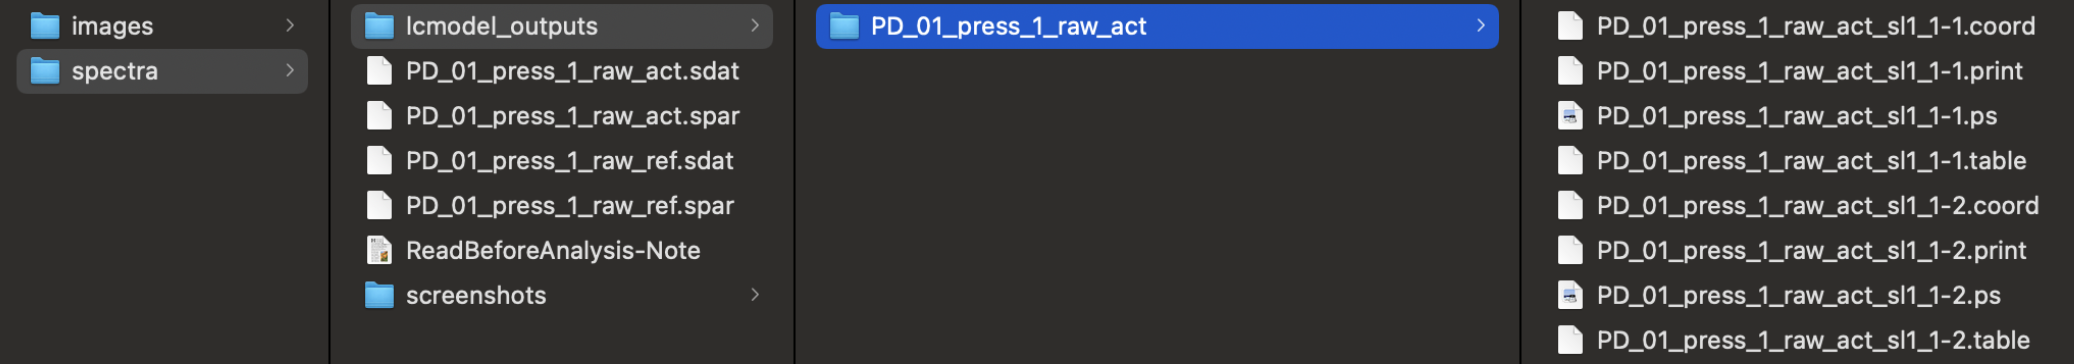 images
spectra
lcmodel_outputs
PD_01_press_1_raw_act.sdat
PD_01_press_1_raw_act.spar
PD_01_press_1_raw_ref.sdat
PD_01_press_1_raw_ref.spar
ReadBeforeAnalysis-Note
screenshots
PD_01_press_1_raw_act
PD_01_press_1_raw_act_sl1_1-1.coord
PD_01_press_1_raw_act_sl1_1-1.print
PD_01_press_1_raw_act_sl1_1-1.ps
PD_01_press_1_raw_act_sl1_1-1.table
PD_01_press_1_raw_act_sl1_1-2.coord
PD_01_press_1_raw_act_sl1_1-2.print
PD_01_press_1_raw_act_sl1_1-2.ps
PD_01_press_1_raw_act_sl1_1-2.table